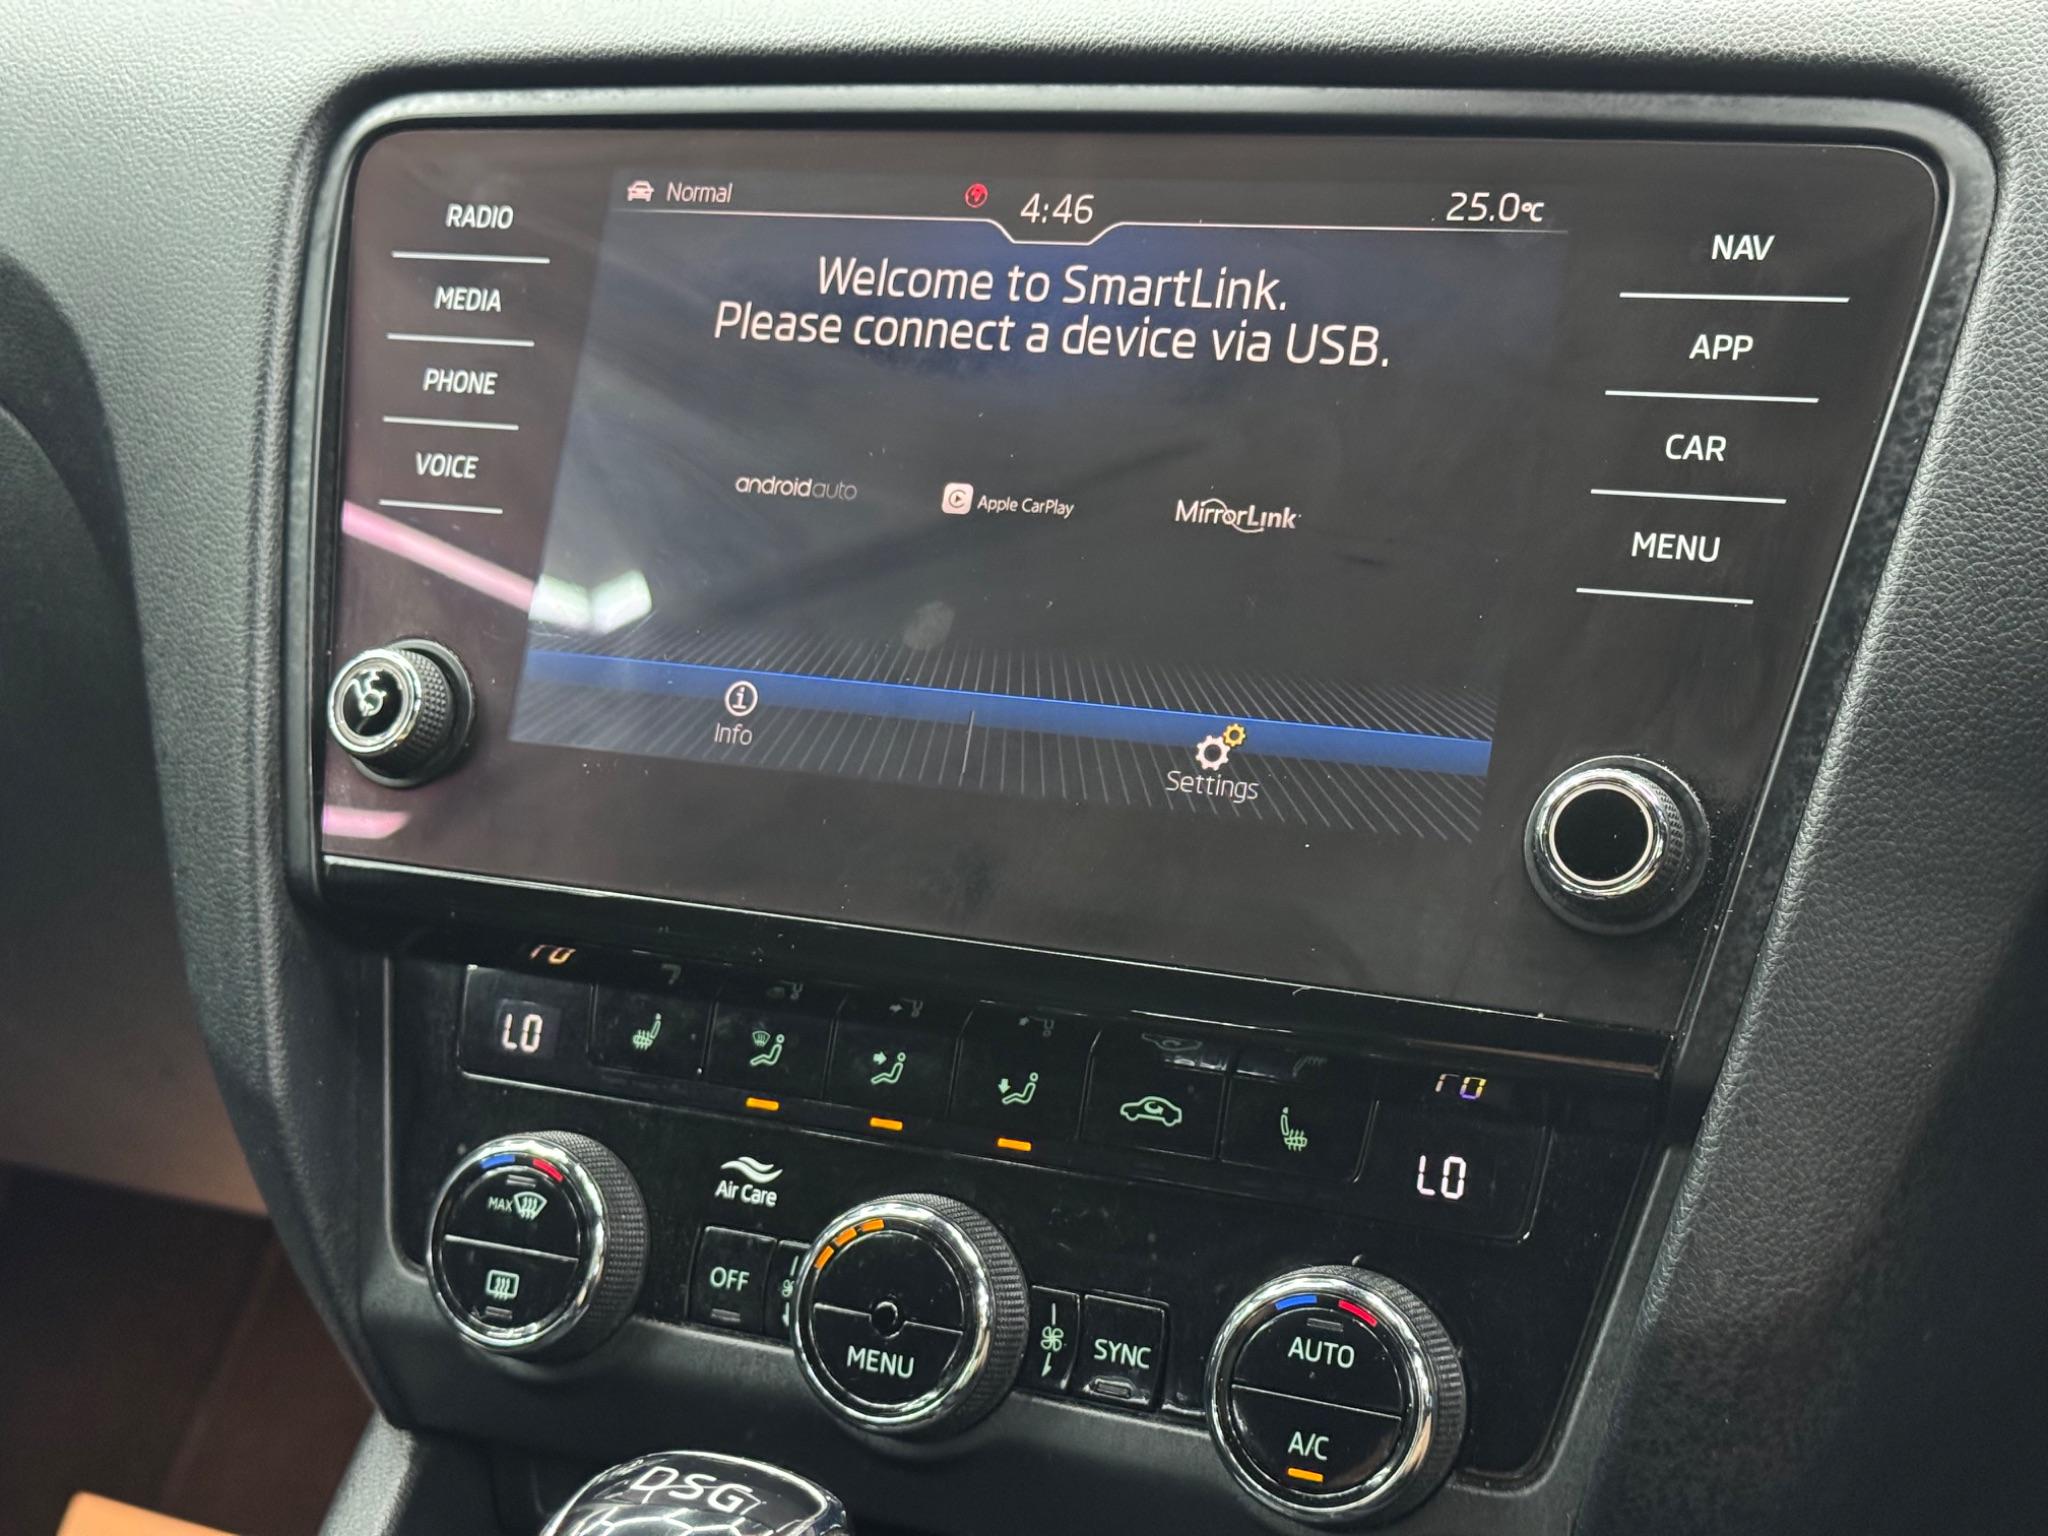 RADIO
MEDIA
PHONE
VOICE
Normal
4:46
25.0°C
Welcome to SmartLink.
Please connect a device via USB.
androidauto
Apple CarPlay
MirrorLink
Info
Settings
NAV
APP
CAR
MENU
LO
LO
MAX
Air Care
OFF
MENU
SYNC
AUTO
A/C
DSG